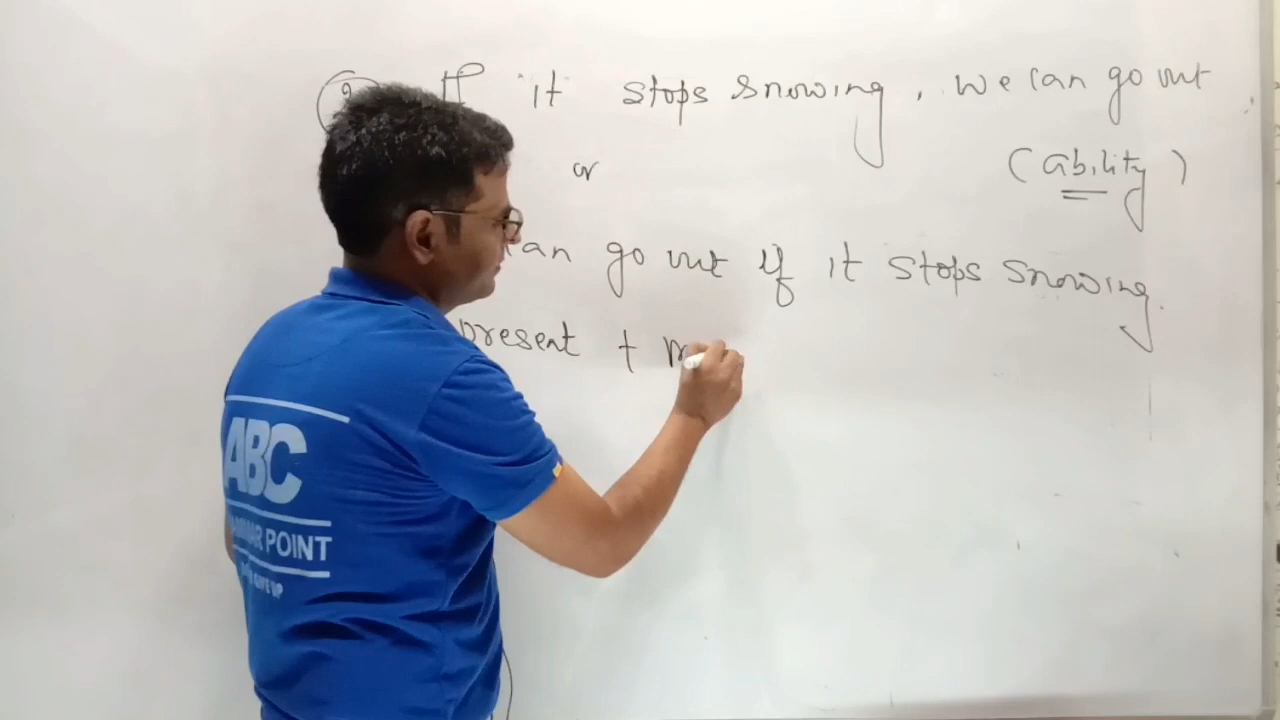 If it stops snowing, we can go out
or (ability)
can go out if it stops snowing.
present + m
ABC
POINT